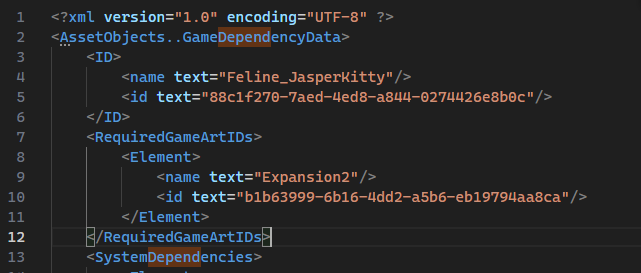 1 <?xml version="1.0" encoding="UTF-8" ?>
2 <AssetObjects..GameDependencyData>
3 <ID>
4 <name text="Feline_JasperKitty"/>
5 <id text="88c1f270-7aed-4ed8-a844-0274426e8b0c"/>
6 </ID>
7 <RequiredGameArtIDs>
8 <Element>
9 <name text="Expansion2"/>
10 <id text="b1b63999-6b16-4dd2-a5b6-eb19794aa8ca"/>
11 </Element>
12 </RequiredGameArtIDs>
13 <SystemDependencies>